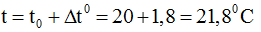 t = t₀ + Δt⁰ = 20 + 1,8 = 21,8⁰C